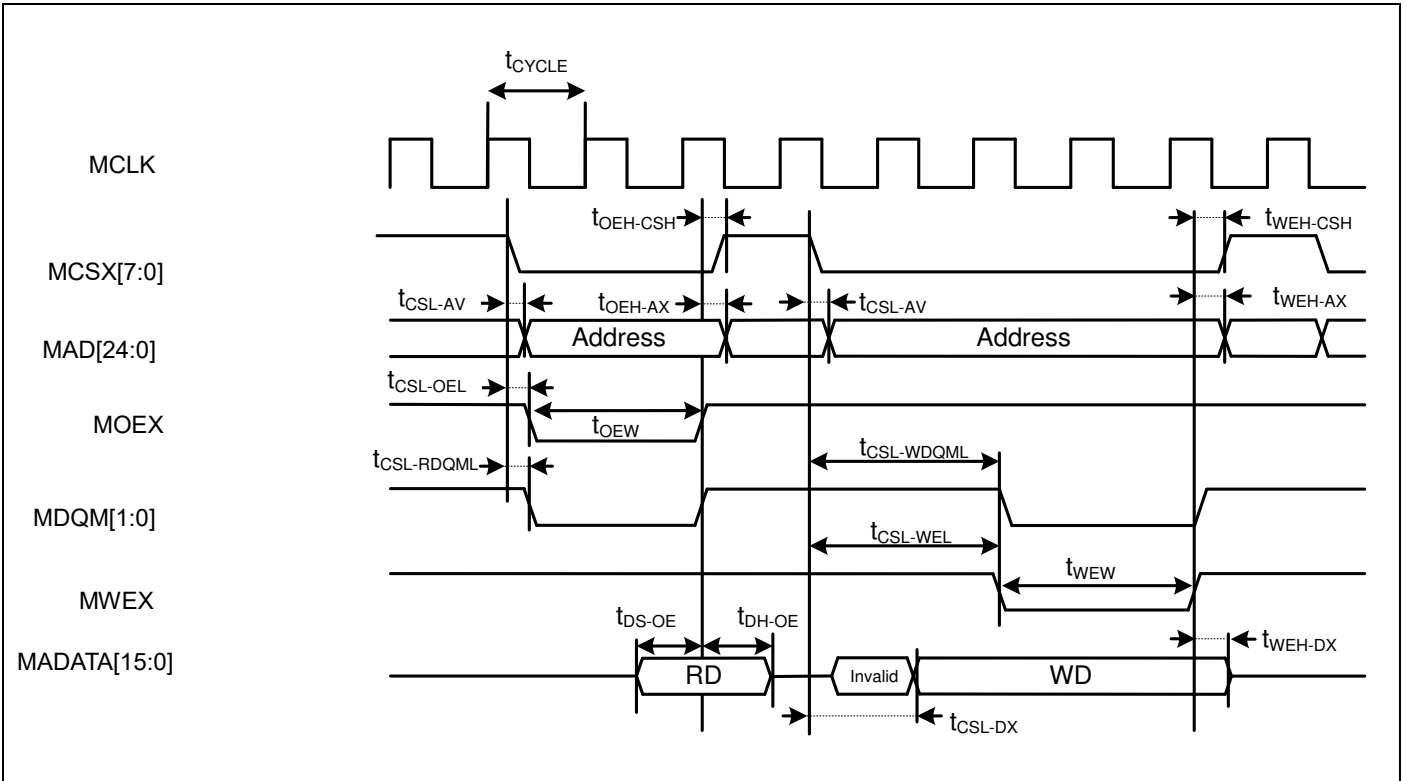 tCYCLE
MCLK
tOEH-CSH
tWEH-CSH
MCSX[7:0]
tCSL-AV
tOEH-AX
tCSL-AV
tWEH-AX
MAD[24:0]
Address
Address
tCSL-OEL
MOEX
tOEW
tCSL-RDQML
tCSL-WDQML
MDQM[1:0]
tCSL-WEL
MWEX
tWEW
tDS-OE
tDH-OE
tWEH-DX
MADATA[15:0]
RD
Invalid
WD
tCSL-DX